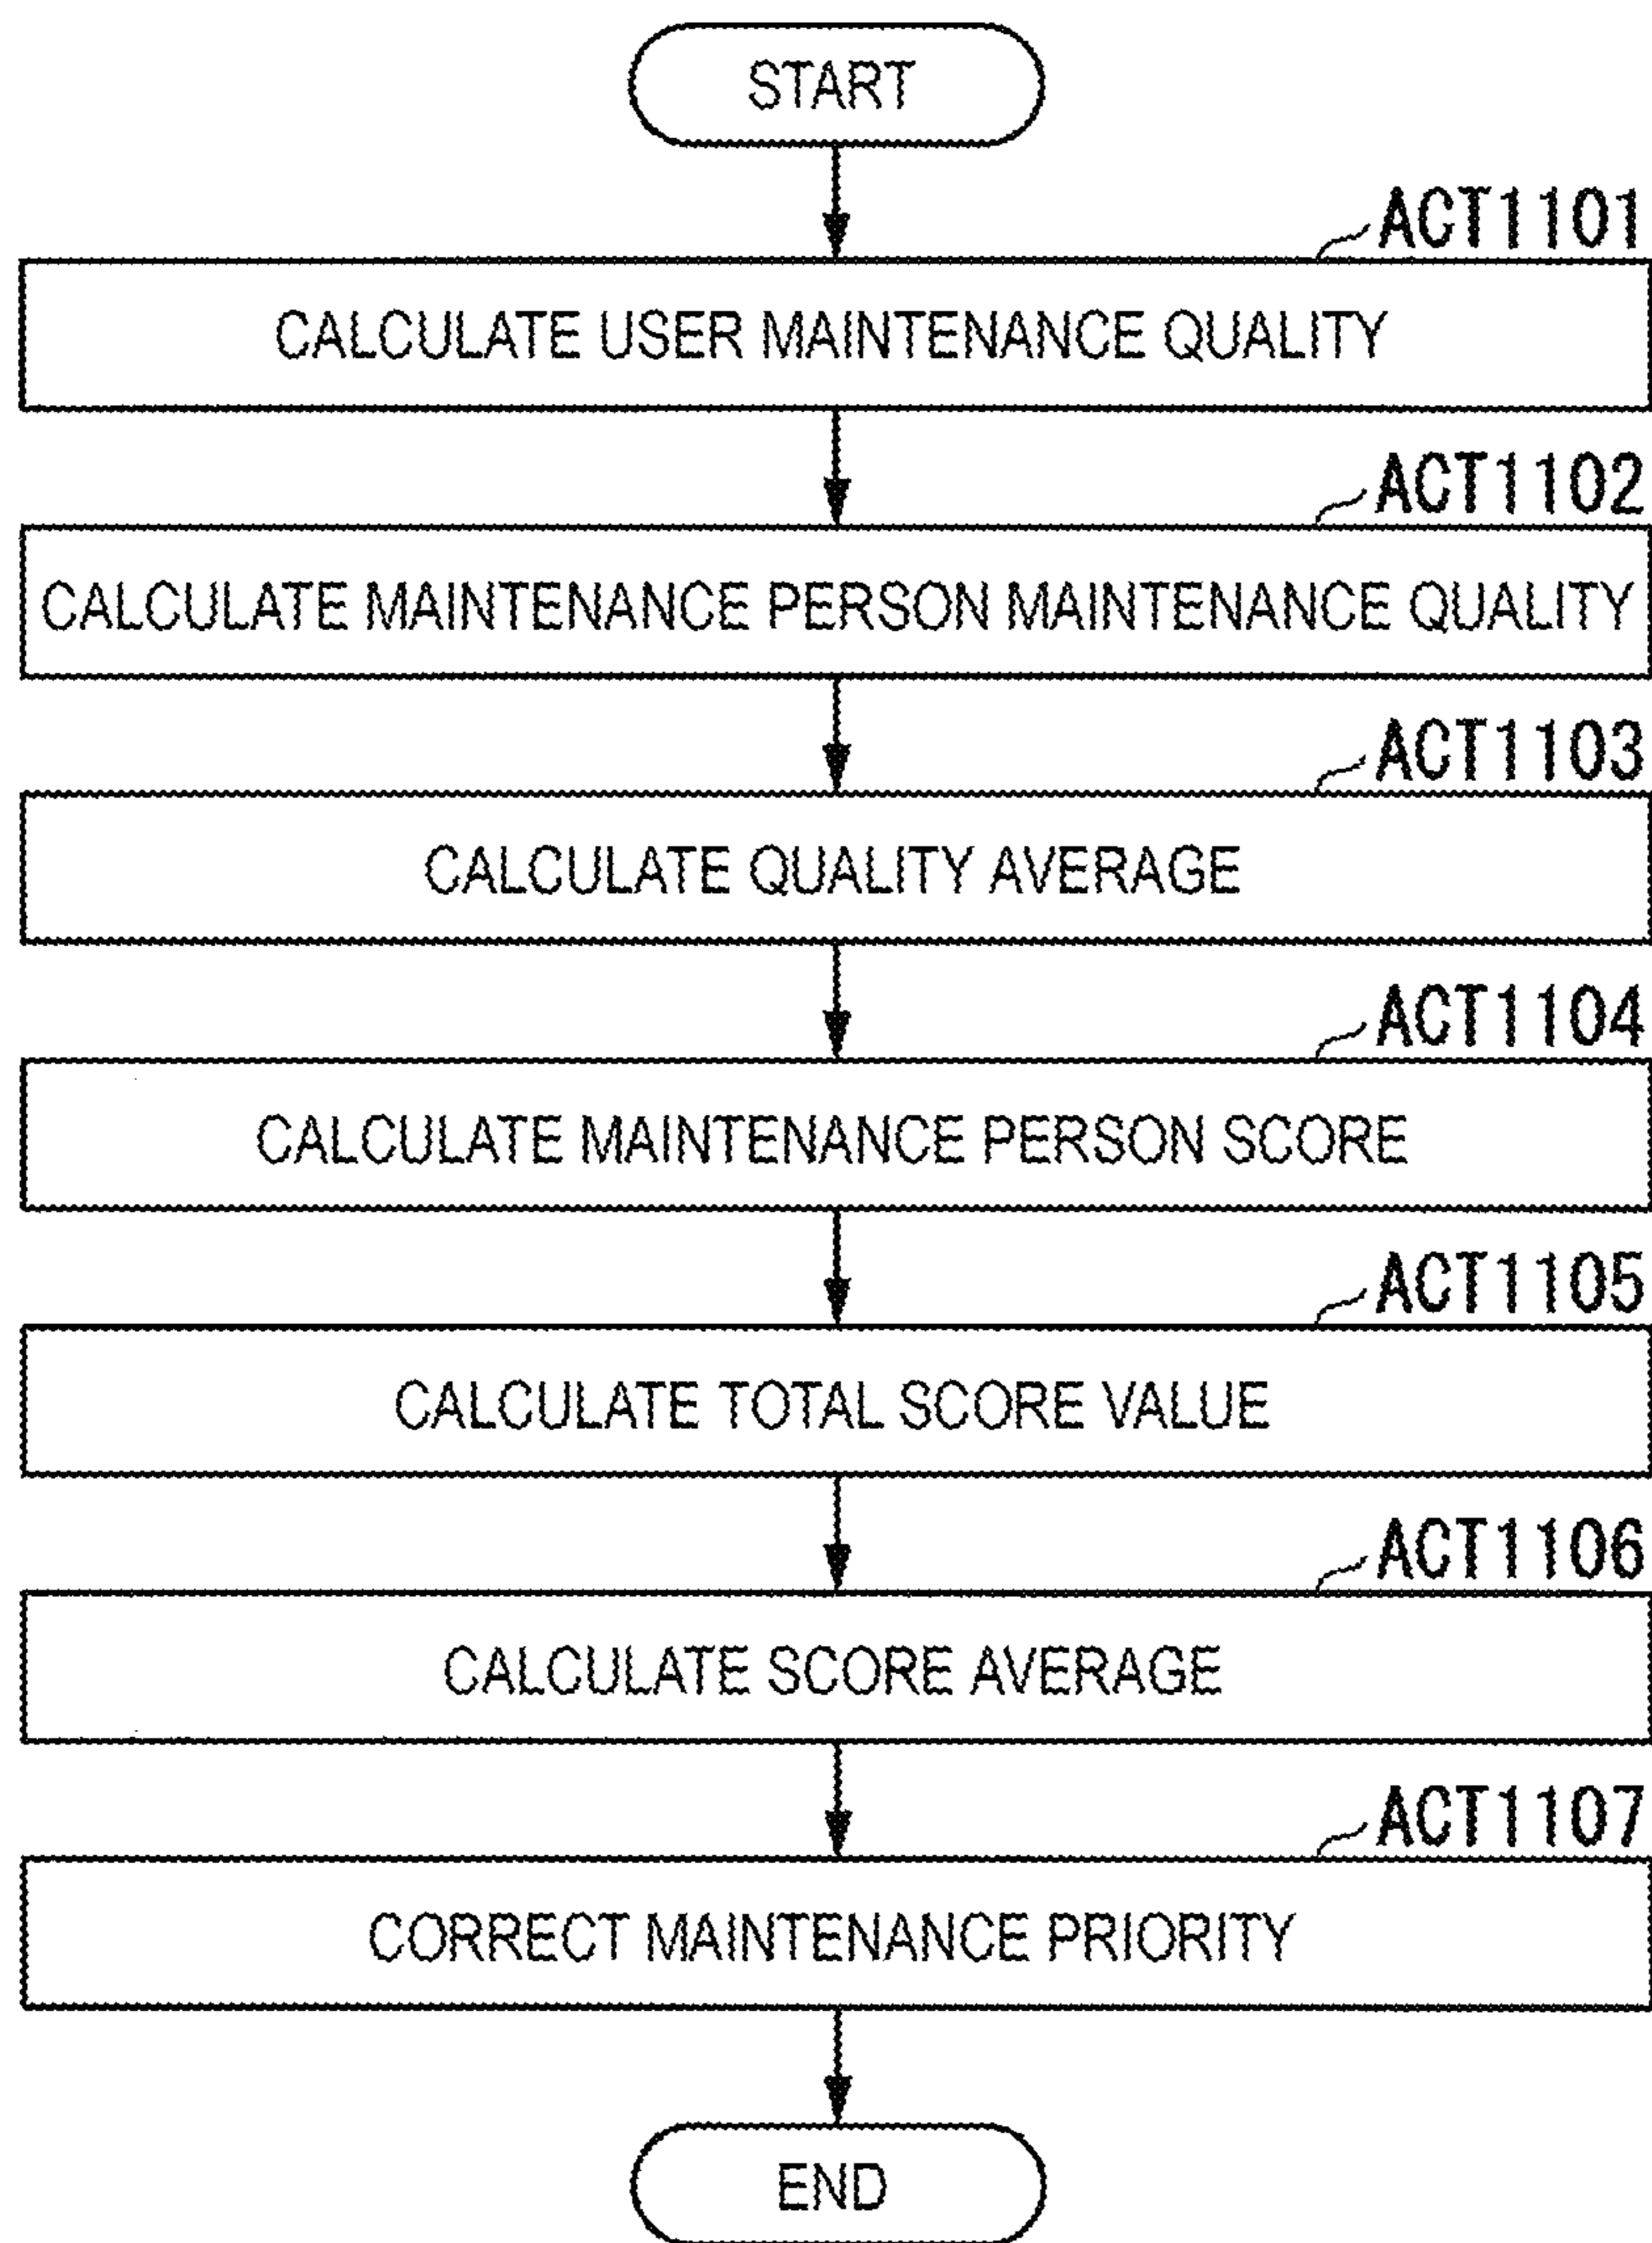 START
ACT1101
CALCULATE USER MAINTENANCE QUALITY
ACT1102
CALCULATE MAINTENANCE PERSON MAINTENANCE QUALITY
ACT1103
CALCULATE QUALITY AVERAGE
ACT1104
CALCULATE MAINTENANCE PERSON SCORE
ACT1105
CALCULATE TOTAL SCORE VALUE
ACT1106
CALCULATE SCORE AVERAGE
ACT1107
CORRECT MAINTENANCE PRIORITY
END